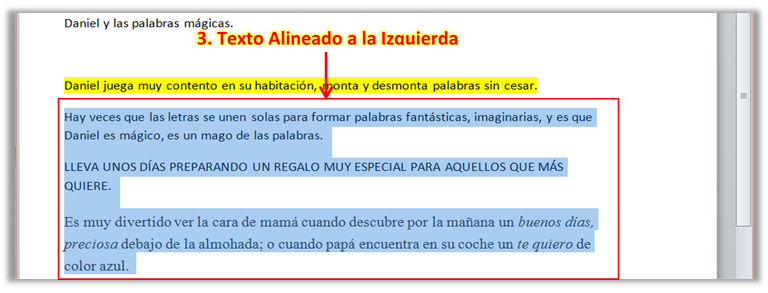 Daniel y las palabras mágicas.
3. Texto Alineado a la Izquierda
Daniel juega muy contento en su habitación, monta y desmonta palabras sin cesar.
Hay veces que las letras se unen solas para formar palabras fantásticas, imaginarias, y es que
Daniel es mágico, es un mago de las palabras.
LLEVA UNOS DÍAS PREPARANDO UN REGALO MUY ESPECIAL PARA AQUELLOS QUE MÁS
QUIERE.
Es muy divertido ver la cara de mamá cuando descubre por la mañana un buenos días,
preciosa debajo de la almohada; o cuando papá encuentra en su coche un te quiero de
color azul.